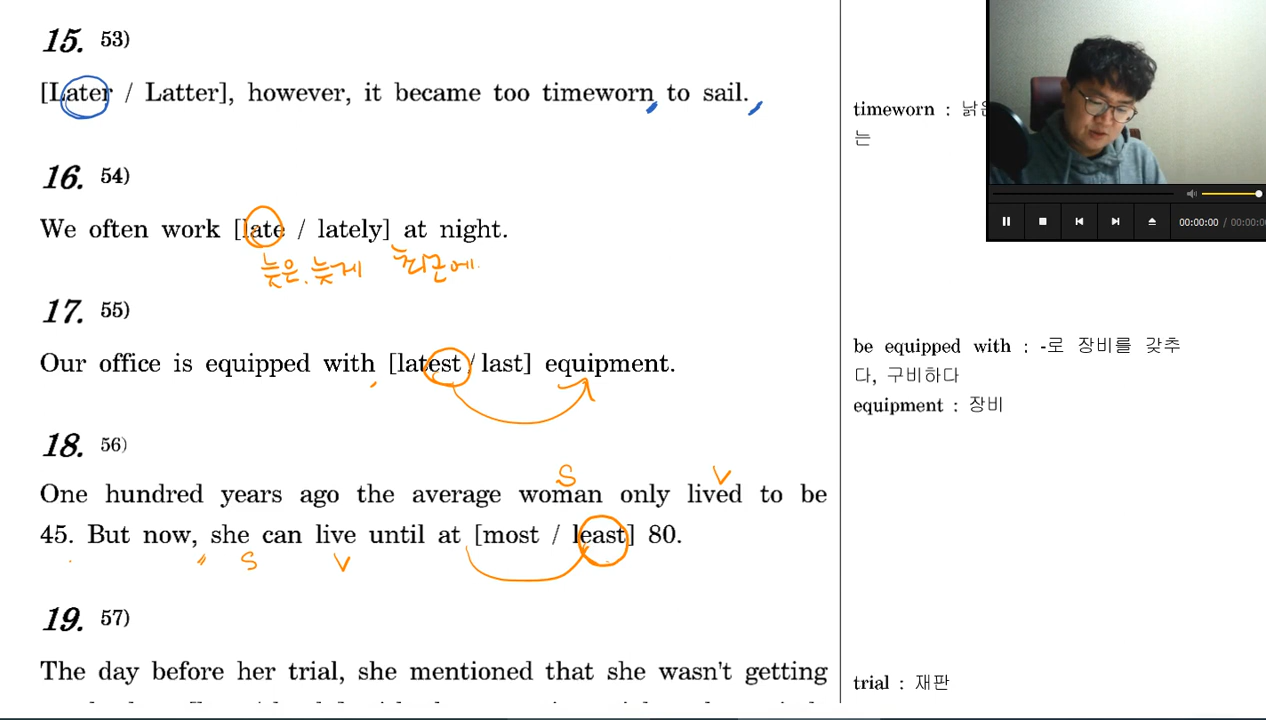 15. 53)
[Later / Latter], however, it became too timeworn to sail.
timeworn : 낡은
는
16. 54)
We often work [late / lately] at night.
늦은. 늦게 최근에.
17. 55)
Our office is equipped with [latest / last] equipment.
be equipped with : -로 장비를 갖추
다, 구비하다
equipment : 장비
18. 56)
S V
One hundred years ago the average woman only lived to be
45. But now, she can live until at [most / least] 80.
S V
19. 57)
The day before her trial, she mentioned that she wasn't getting
trial : 재판
00:00:00 / 00:00:0